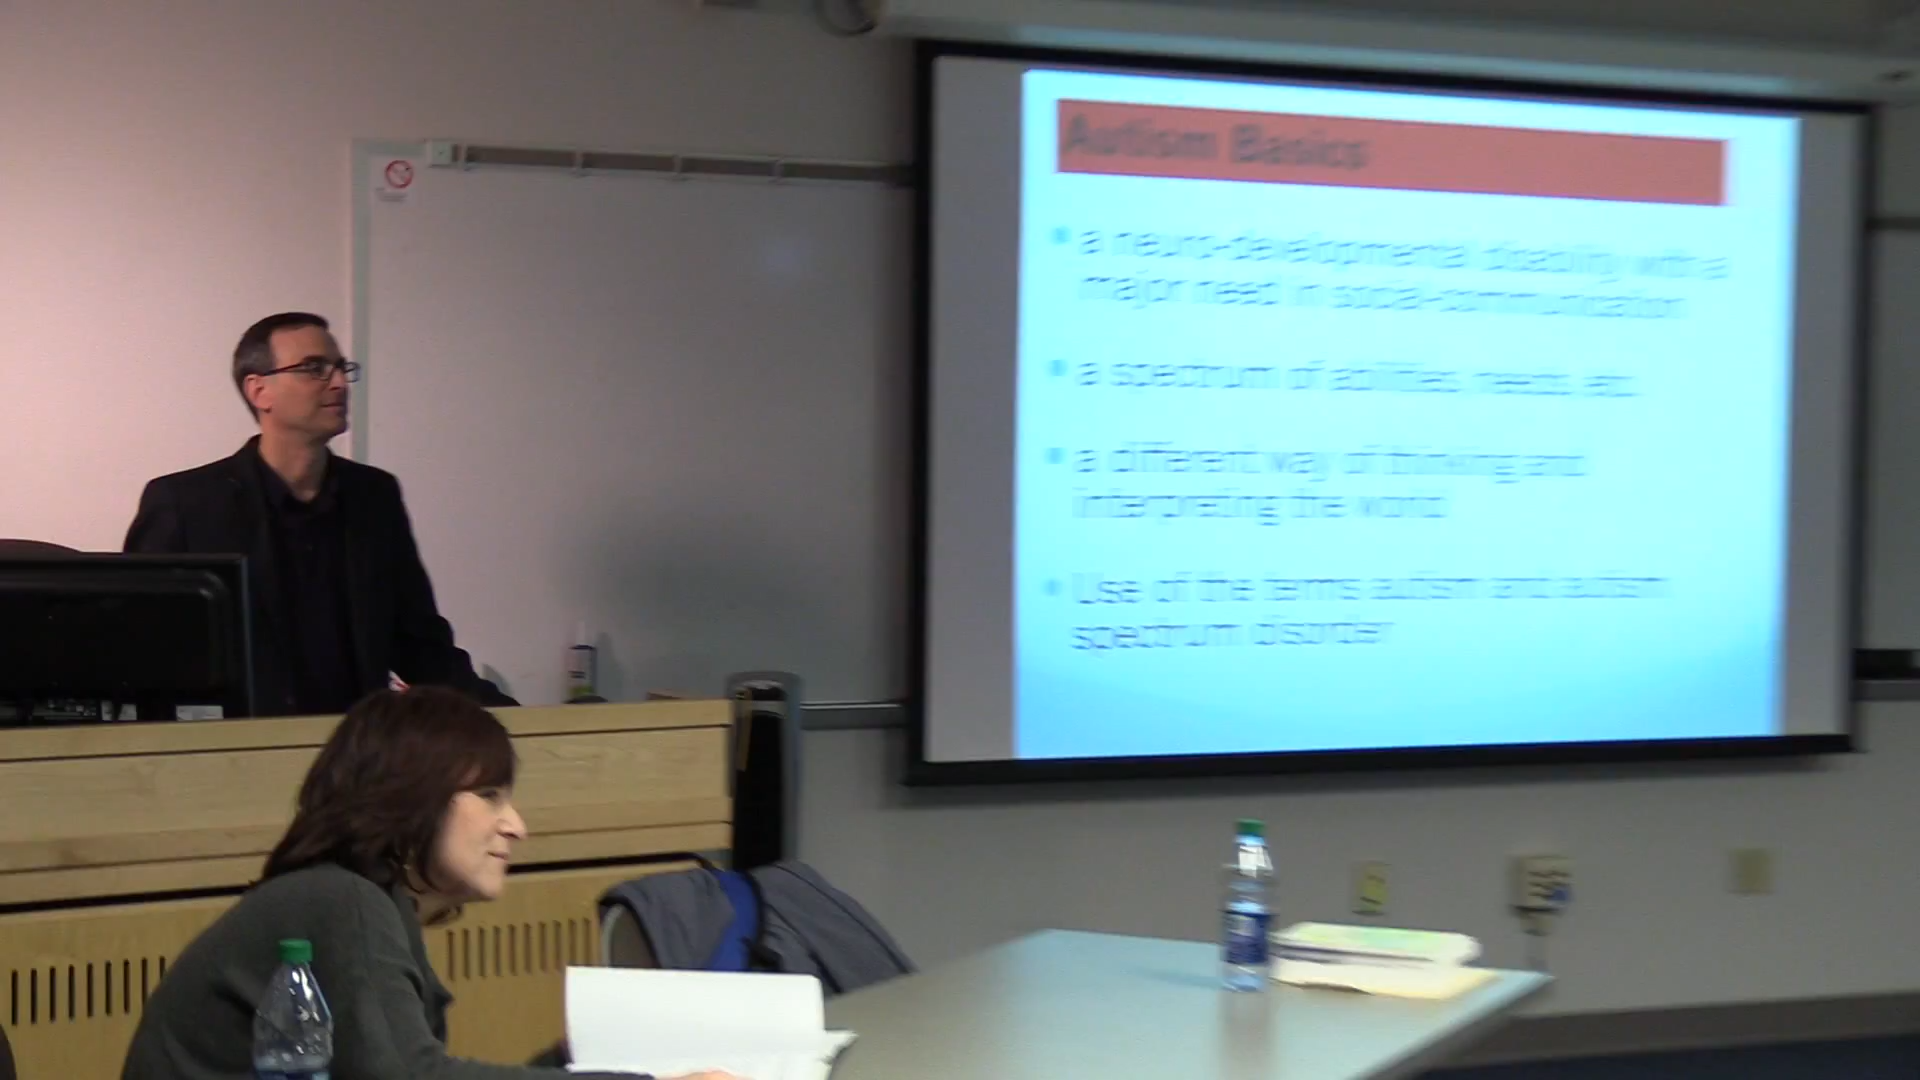 Autism Basics
a neuro-developmental disability with a
major need in social-communication
a spectrum of abilities, needs, etc.
a different way of thinking and
interpreting the world
Use of the terms autism and autism
spectrum disorder